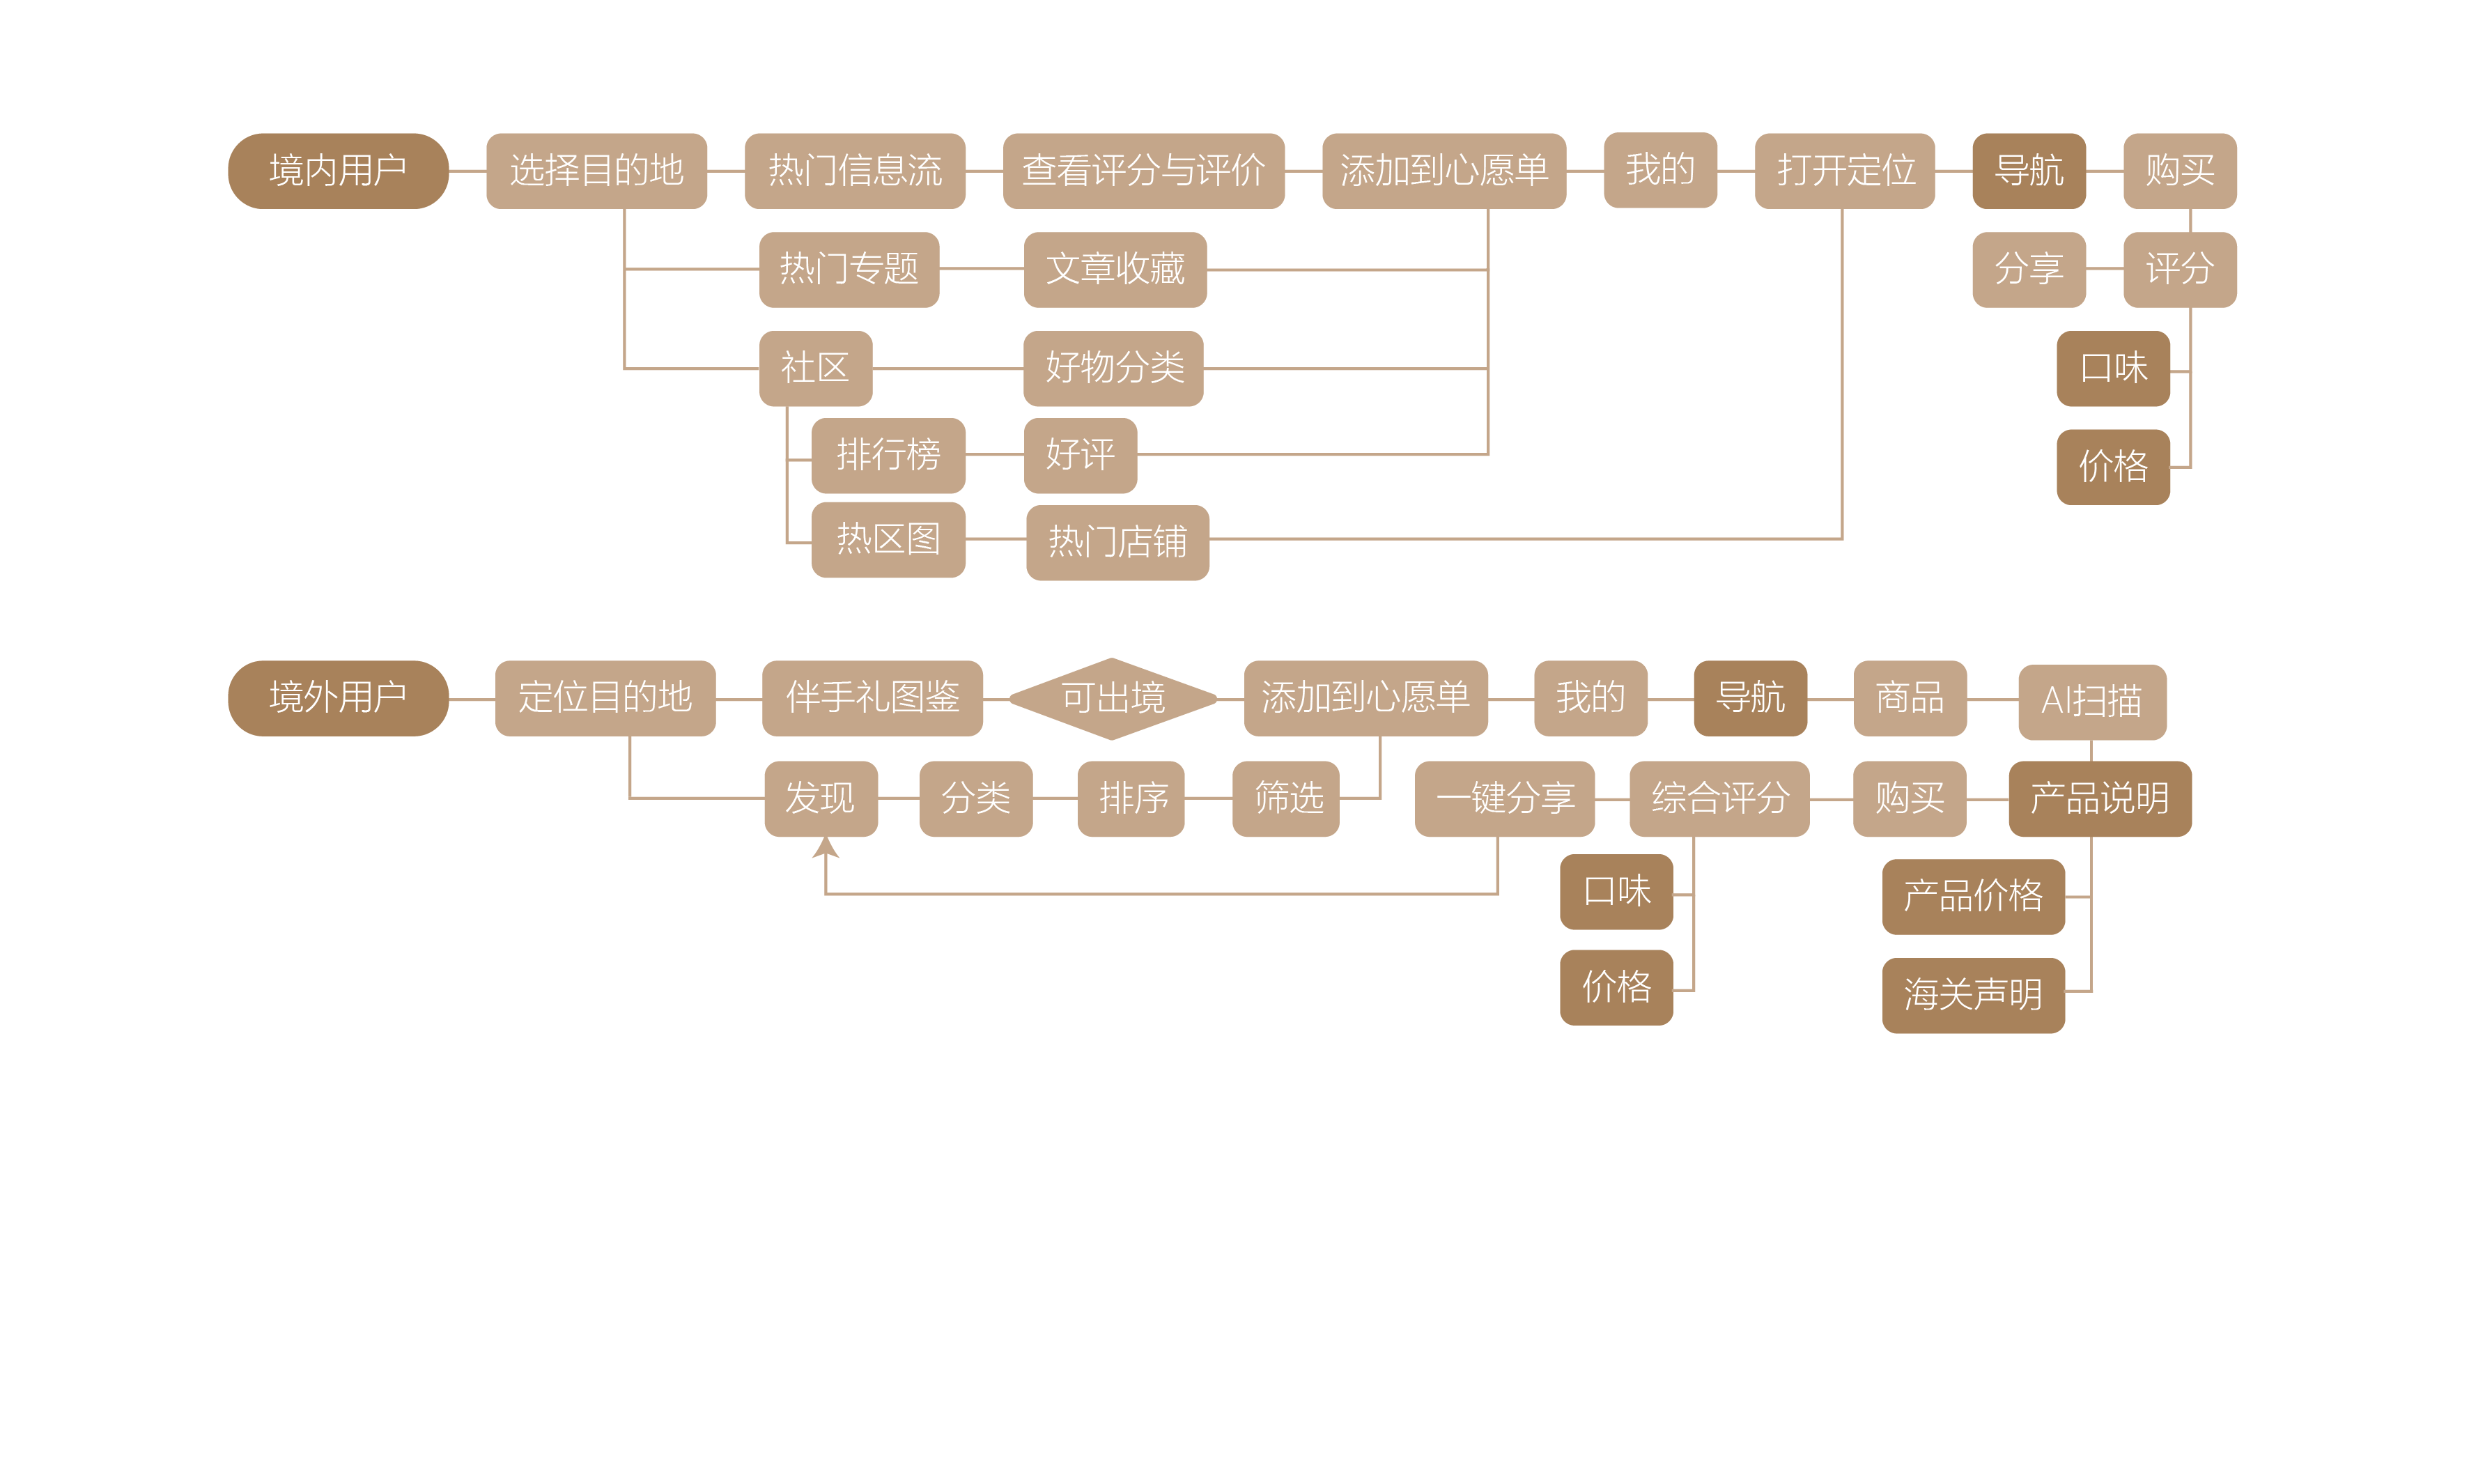 境内用户
选择目的地
热门信息流
查看评分与评价
添加至心愿单
我的
打开定位
导航
购买
热门专题
文章收藏
分享
评分
社区
好物分类
口味
排行榜
好评
价格
热区图
热门店铺
境外用户
定位目的地
伴手礼图鉴
可出境
添加至心愿单
我的
导航
商品
AI扫描
发现
分类
排序
筛选
一键分享
综合评分
购买
产品说明
口味
产品价格
价格
海关声明